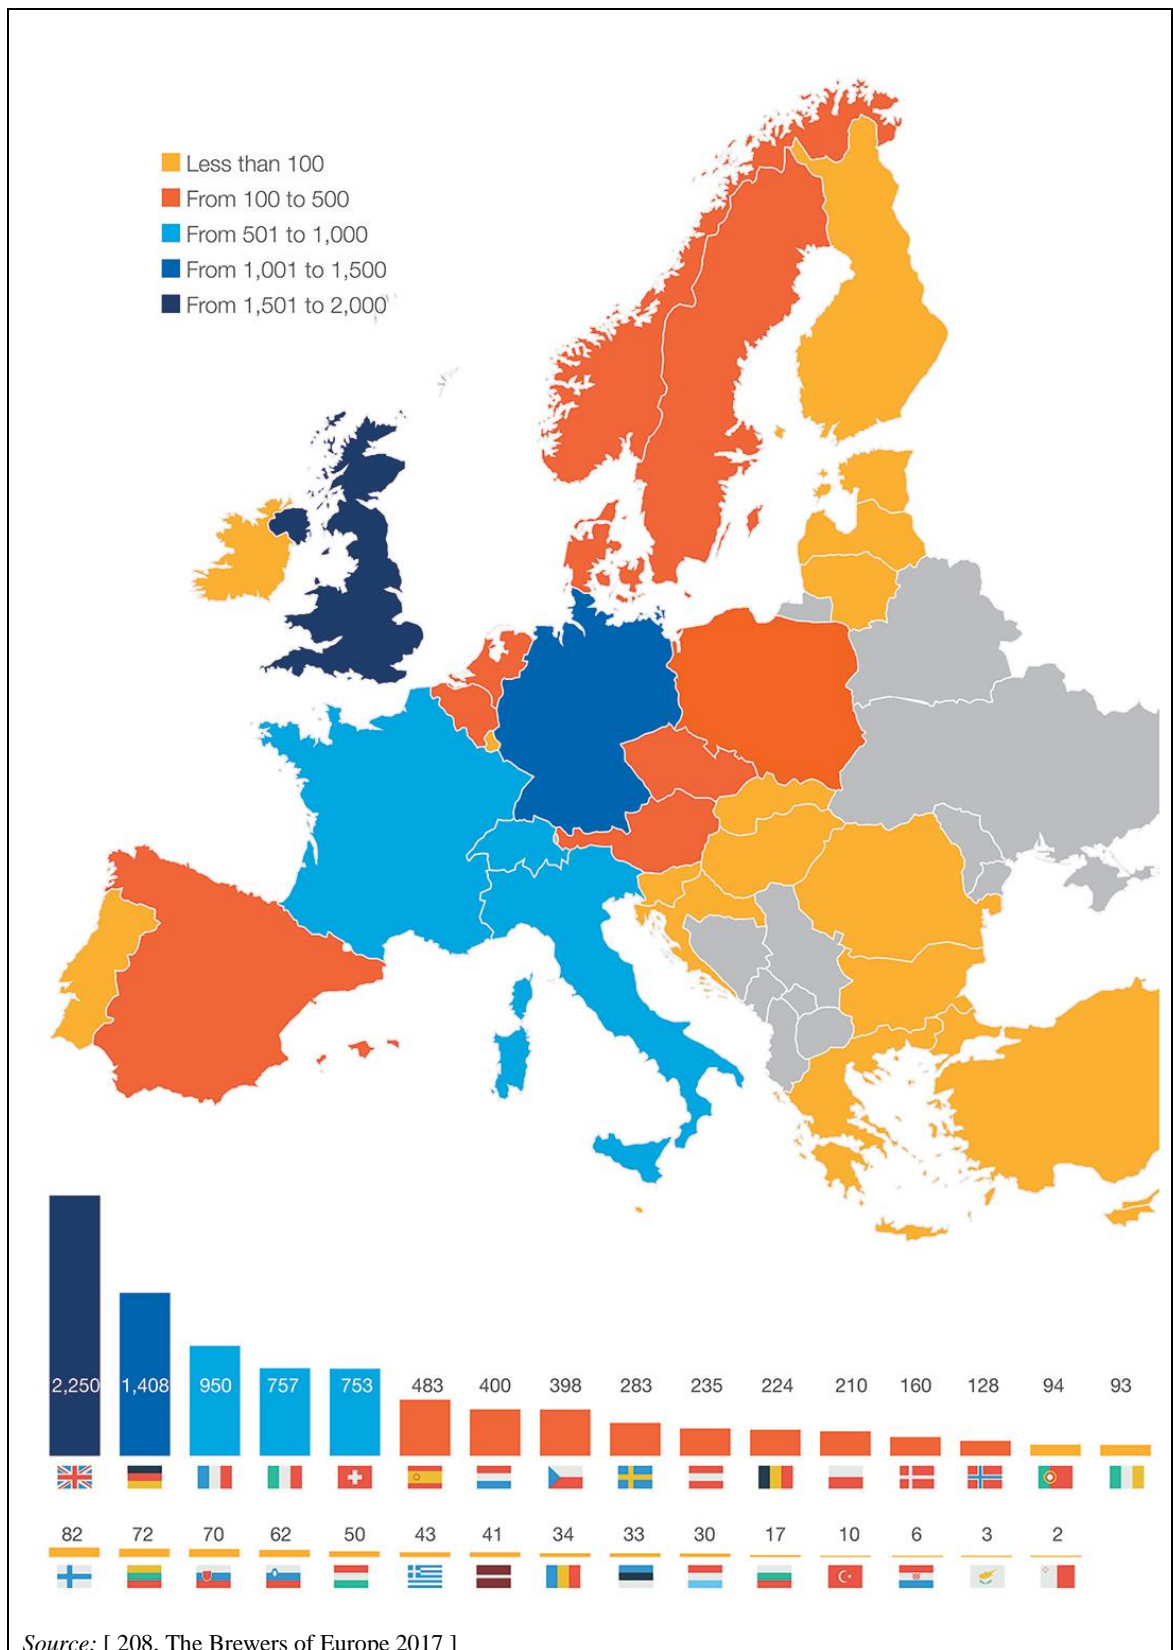 Less than 100
From 100 to 500
From 501 to 1,000
From 1,001 to 1,500
From 1,501 to 2,000
2,250 1,408 950 757 753 483 400 398 283 235 224 210 160 128 94 93
82 72 70 62 50 43 41 34 33 30 17 10 6 3 2
Source: [ 208, The Brewers of Europe 2017 ]